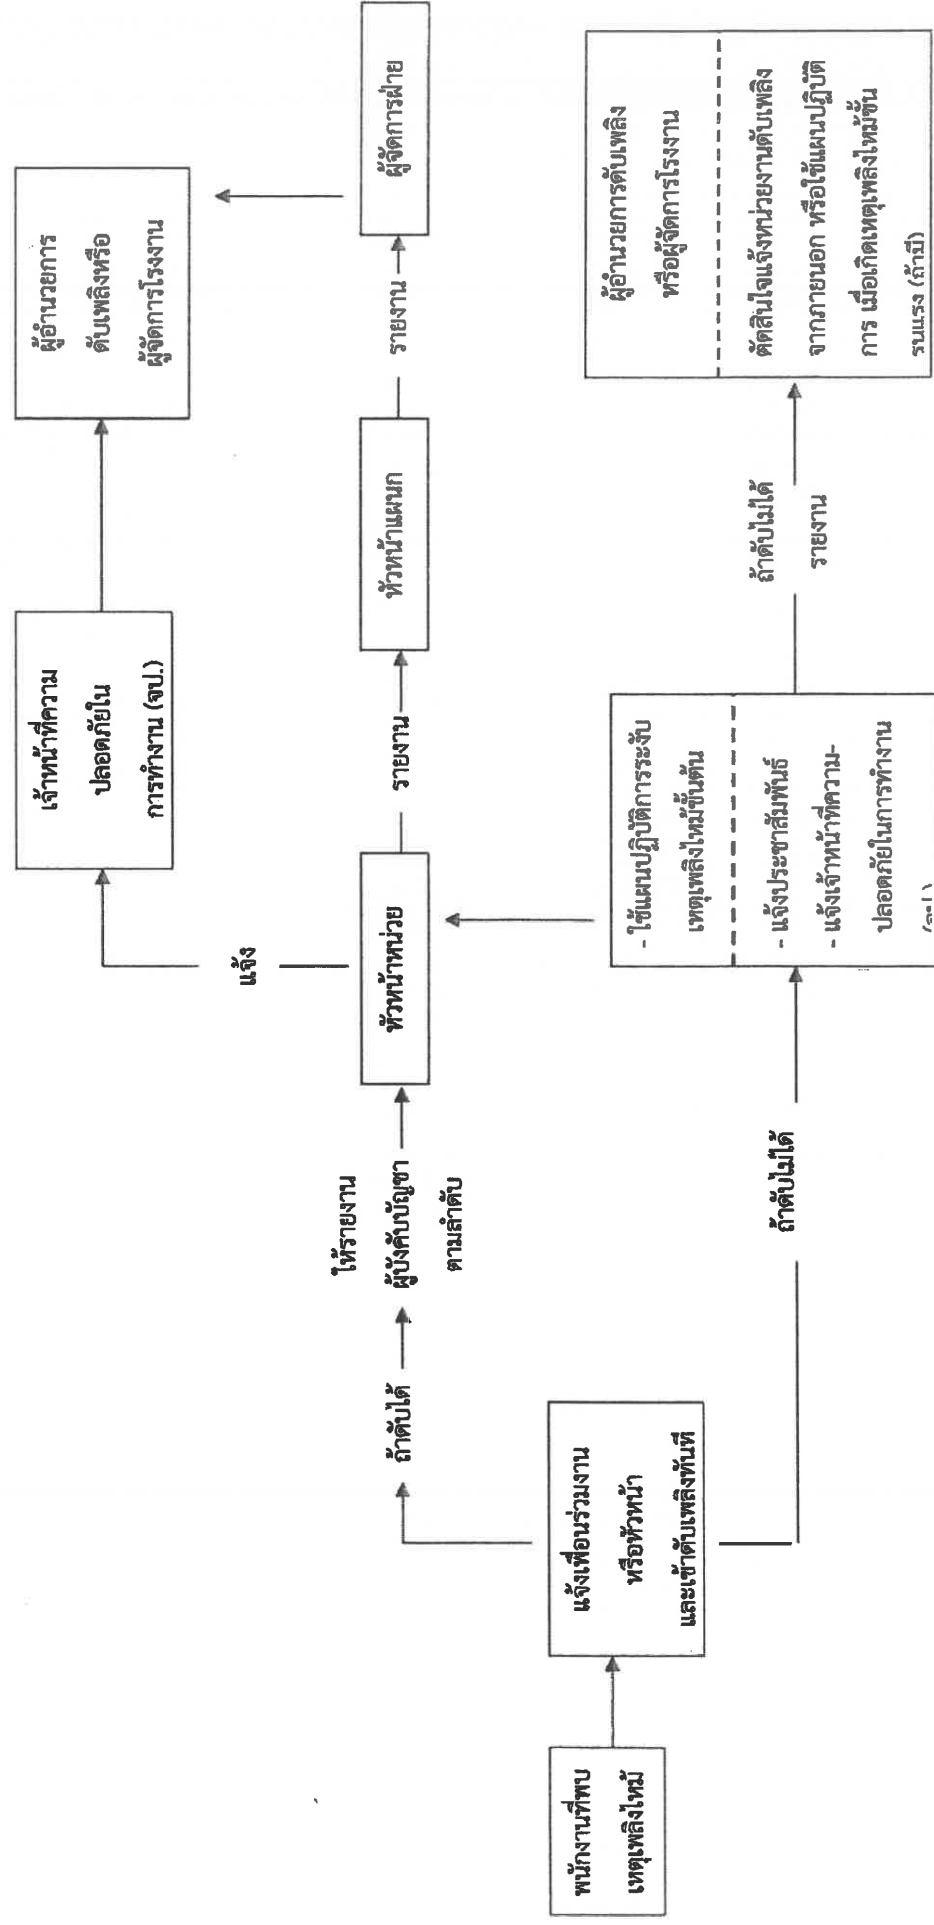 พนักงานที่พบ
เหตุเพลิงไหม้
แจ้งเพื่อนร่วมงาน
หรือหัวหน้า
และเข้าดับเพลิงทันที
ถ้าดับได้
ให้รายงาน
ผู้บังคับบัญชา
ตามลำดับ
หัวหน้าหน่วย
แจ้ง
เจ้าหน้าที่ความ
ปลอดภัยใน
การทำงาน (จป.)
ผู้อำนวยการ
ดับเพลิงหรือ
ผู้จัดการโรงงาน
รายงาน
หัวหน้าแผนก
รายงาน
ผู้จัดการฝ่าย
ถ้าดับไม่ได้
- ใช้แผนปฏิบัติการระงับ
เหตุเพลิงไหม้ขั้นต้น
- แจ้งประชาสัมพันธ์
- แจ้งเจ้าหน้าที่ความ-
ปลอดภัยในการทำงาน
ถ้าดับไม่ได้
รายงาน
ผู้อำนวยการดับเพลิง
หรือผู้จัดการโรงงาน
ตัดสินใจแจ้งหน่วยงานดับเพลิง
จากภายนอก หรือใช้แผนปฏิบัติ
การ เมื่อเกิดเหตุเพลิงไหม้ขั้น
รุนแรง (ถ้ามี)